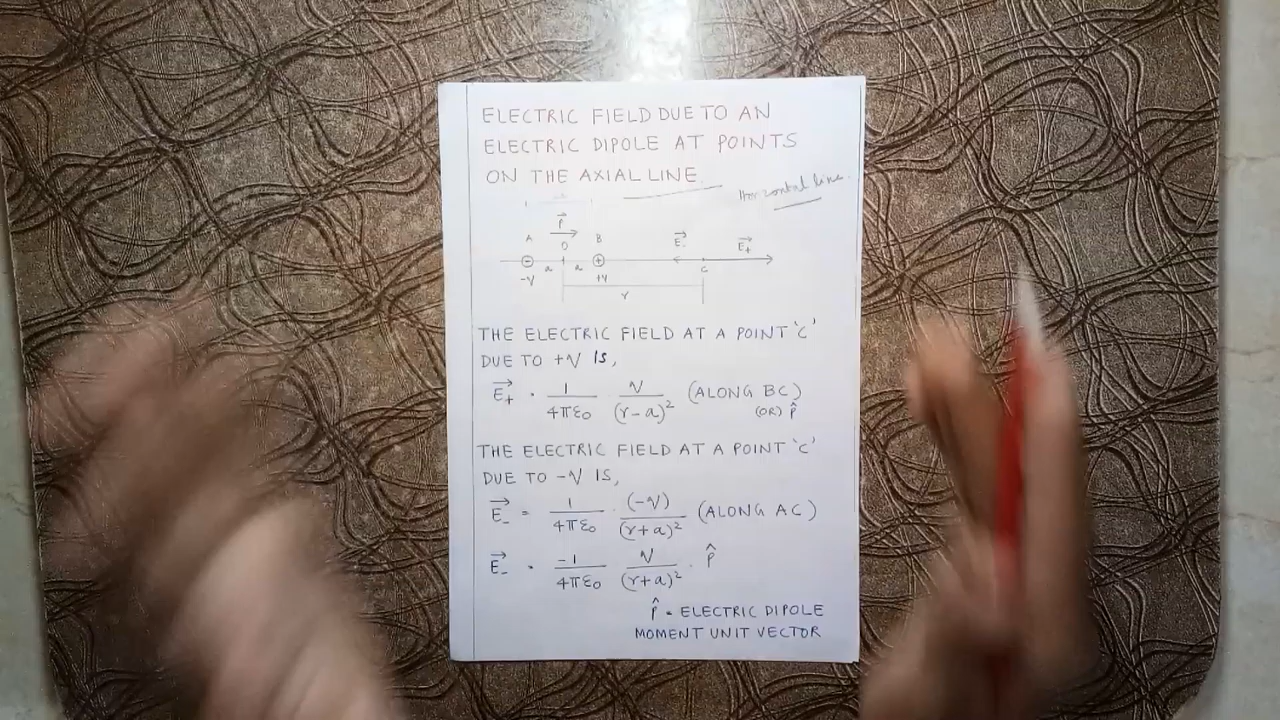 ELECTRIC FIELD DUE TO AN
ELECTRIC DIPOLE AT POINTS
ON THE AXIAL LINE.
Horizontal line.
P⃗
A O B E⃗₋ E⃗₊
a a C
-q +q
r
THE ELECTRIC FIELD AT A POINT 'C'
DUE TO +q IS,
E⃗₊ = 1/4πε₀ · q/(r-a)² (ALONG BC)
(OR) p̂
THE ELECTRIC FIELD AT A POINT 'C'
DUE TO -q IS,
E⃗₋ = 1/4πε₀ · (-q)/(r+a)² (ALONG AC)
E⃗₋ = -1/4πε₀ q/(r+a)² · p̂
p̂ = ELECTRIC DIPOLE
MOMENT UNIT VECTOR